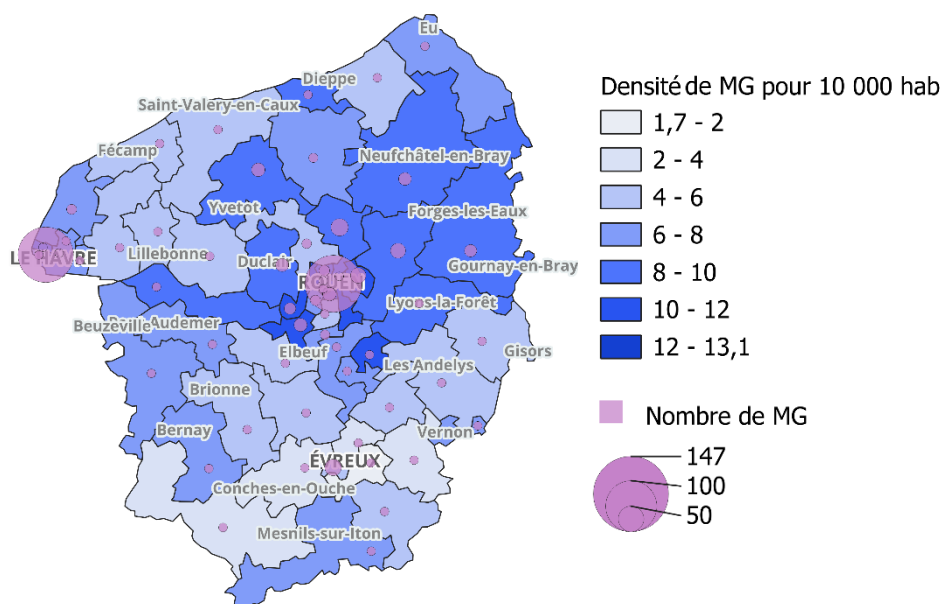 Eu
Dieppe
Saint-Valéry-en-Caux
Fécamp
Neufchâtel-en-Bray
Yvetot
Forges-les-Eaux
LE HAVRE
Lillebonne
Duclair
Gournay-en-Bray
ROUEN
Lyons-la-Forêt
Beuzeville
Audemer
Elbeuf
Gisors
Les Andelys
Brionne
Bernay
Vernon
ÉVREUX
Conches-en-Ouche
Mesnils-sur-Iton
Densité de MG pour 10 000 hab
1,7 - 2
2 - 4
4 - 6
6 - 8
8 - 10
10 - 12
12 - 13,1
Nombre de MG
147
100
50